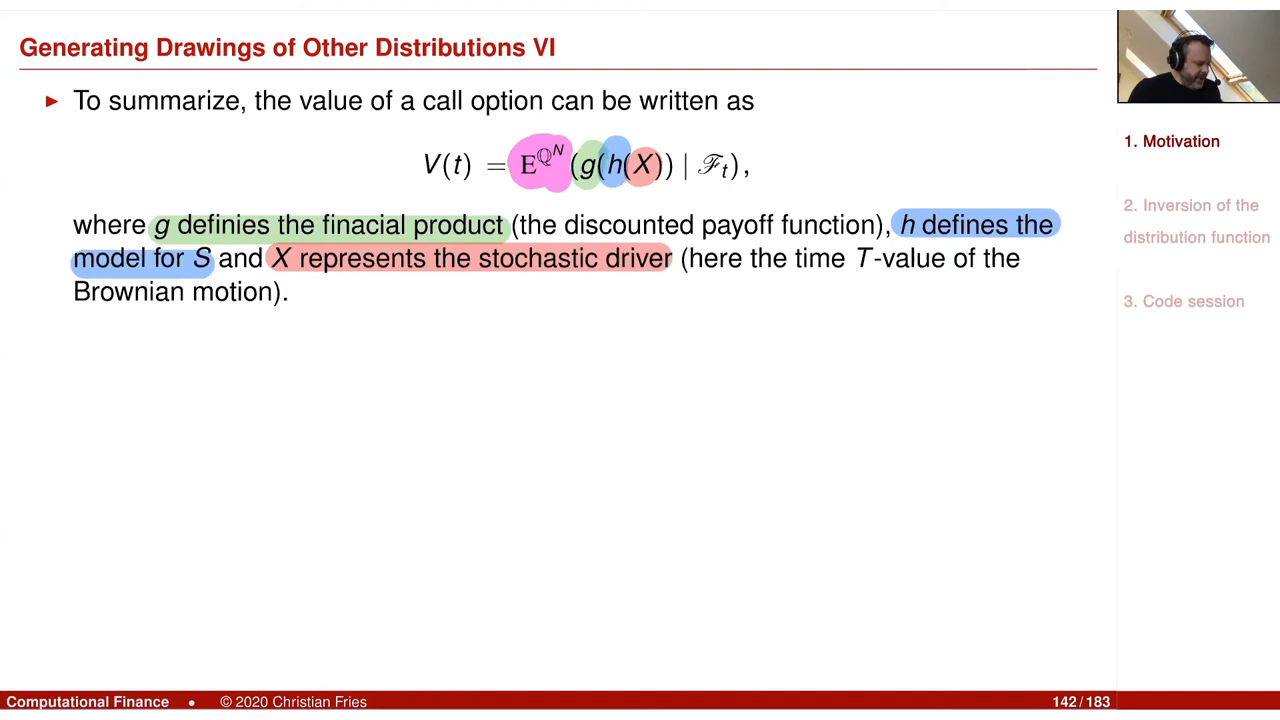 Generating Drawings of Other Distributions VI
► To summarize, the value of a call option can be written as
V(t) = E^{ℚ^N} (g(h(X)) | ℱ_t) ,
where g definies the finacial product (the discounted payoff function), h defines the
model for S and X represents the stochastic driver (here the time T-value of the
Brownian motion).
1. Motivation
2. Inversion of the
distribution function
3. Code session
Computational Finance • © 2020 Christian Fries
142 / 183